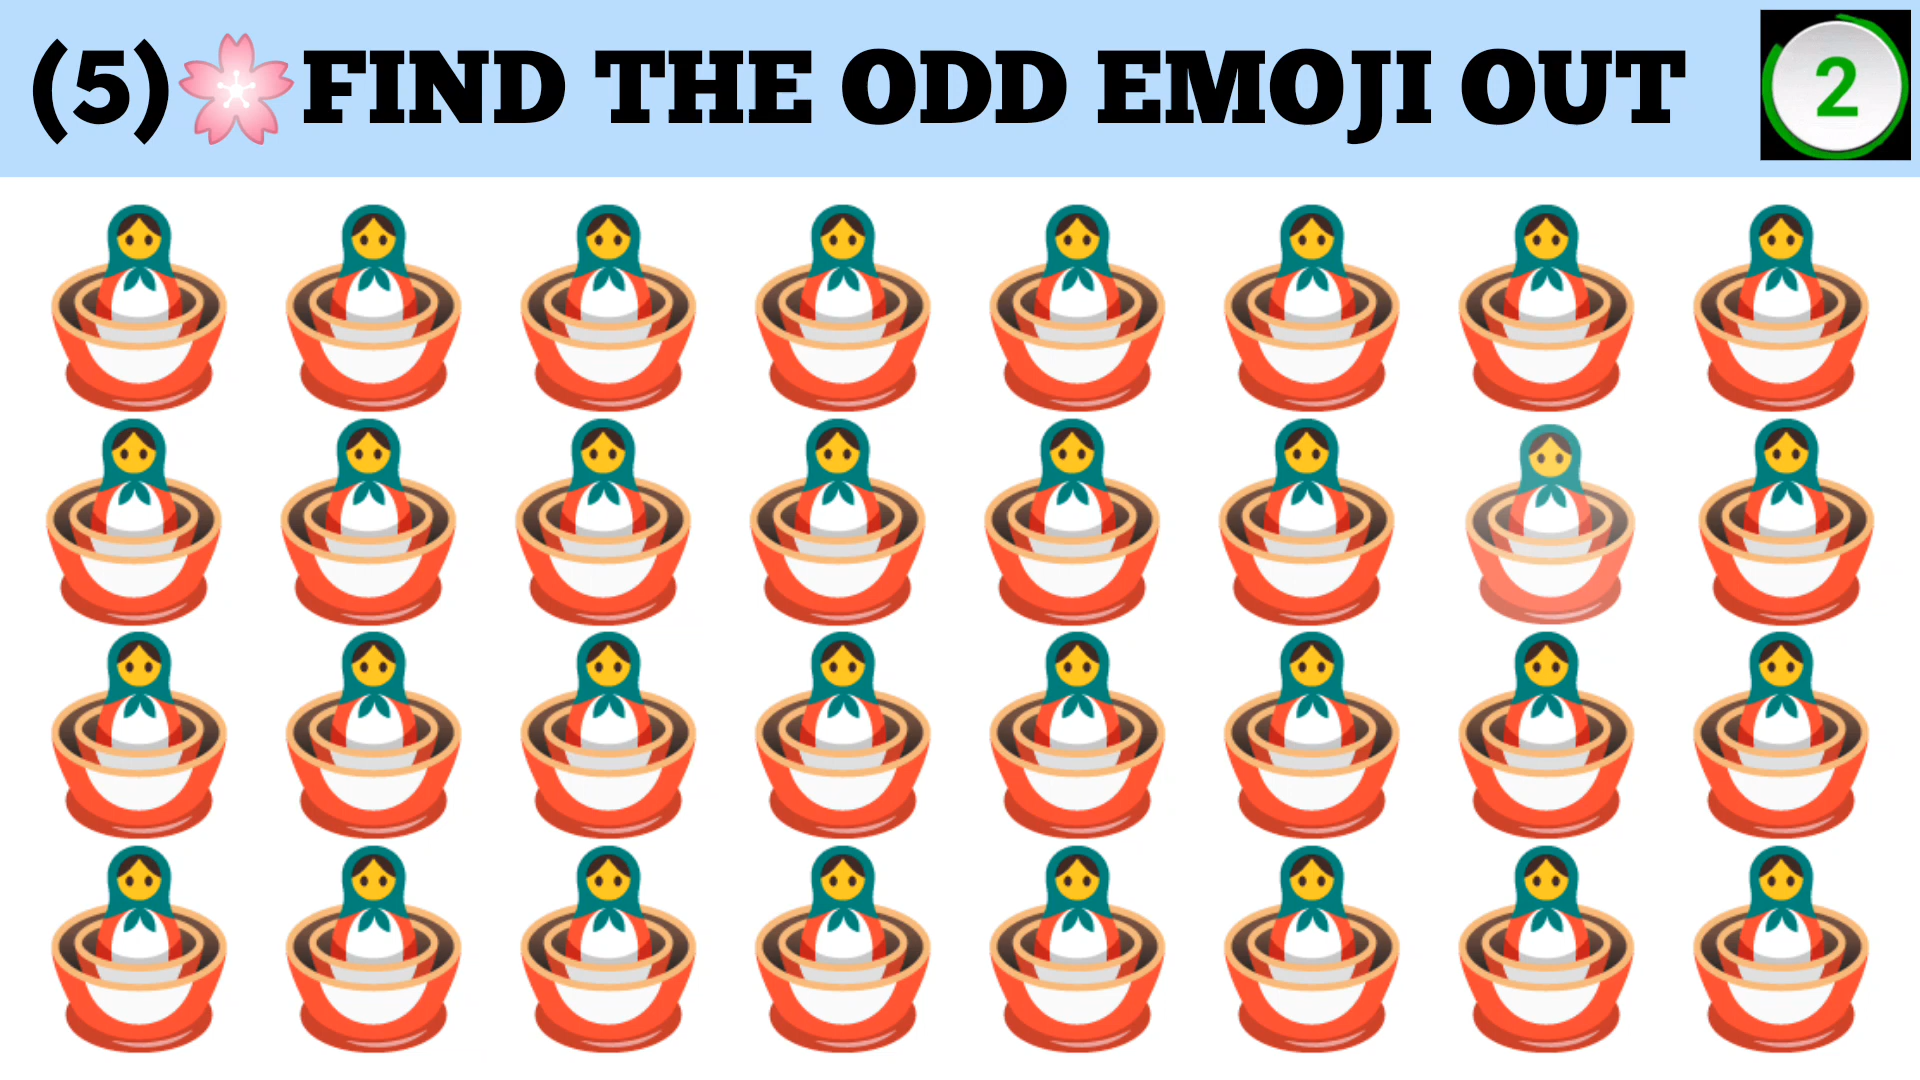 (5)🌸FIND THE ODD EMOJI OUT
2